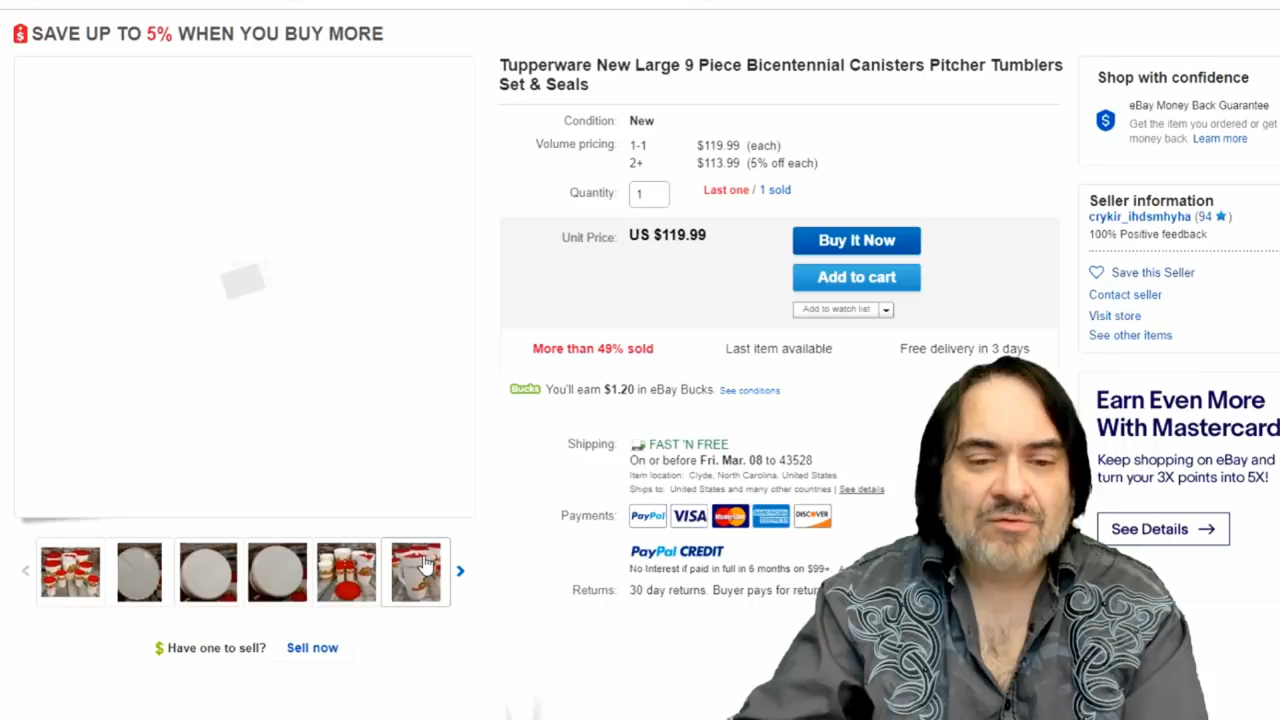 SAVE UP TO 5% WHEN YOU BUY MORE
Tupperware New Large 9 Piece Bicentennial Canisters Pitcher Tumblers
Set & Seals
Condition: New
Volume pricing: 1-1 $119.99 (each)
2+ $113.99 (5% off each)
Quantity: 1 Last one / 1 sold
Unit Price: US $119.99
Buy It Now
Add to cart
Add to watch list
More than 49% sold Last item available Free delivery in 3 days
Bucks You'll earn $1.20 in eBay Bucks. See conditions
Shipping: FAST 'N FREE
On or before Fri. Mar. 08 to 43528
Item location: Clyde, North Carolina, United States
Ships to: United States and many other countries | See details
Payments: PayPal VISA MasterCard AMERICAN EXPRESS DISCOVER
PayPal CREDIT
No Interest if paid in full in 6 months on $99+.
Returns: 30 day returns. Buyer pays for
$ Have one to sell? Sell now
Shop with confidence
eBay Money Back Guarantee
Get the item you ordered or get
money back. Learn more
Seller information
crykir_ihdsmhyha (94 )
100% Positive feedback
Save this Seller
Contact seller
Visit store
See other items
Earn Even More
With Mastercard
Keep shopping on eBay and
turn your 3X points into 5X!
See Details